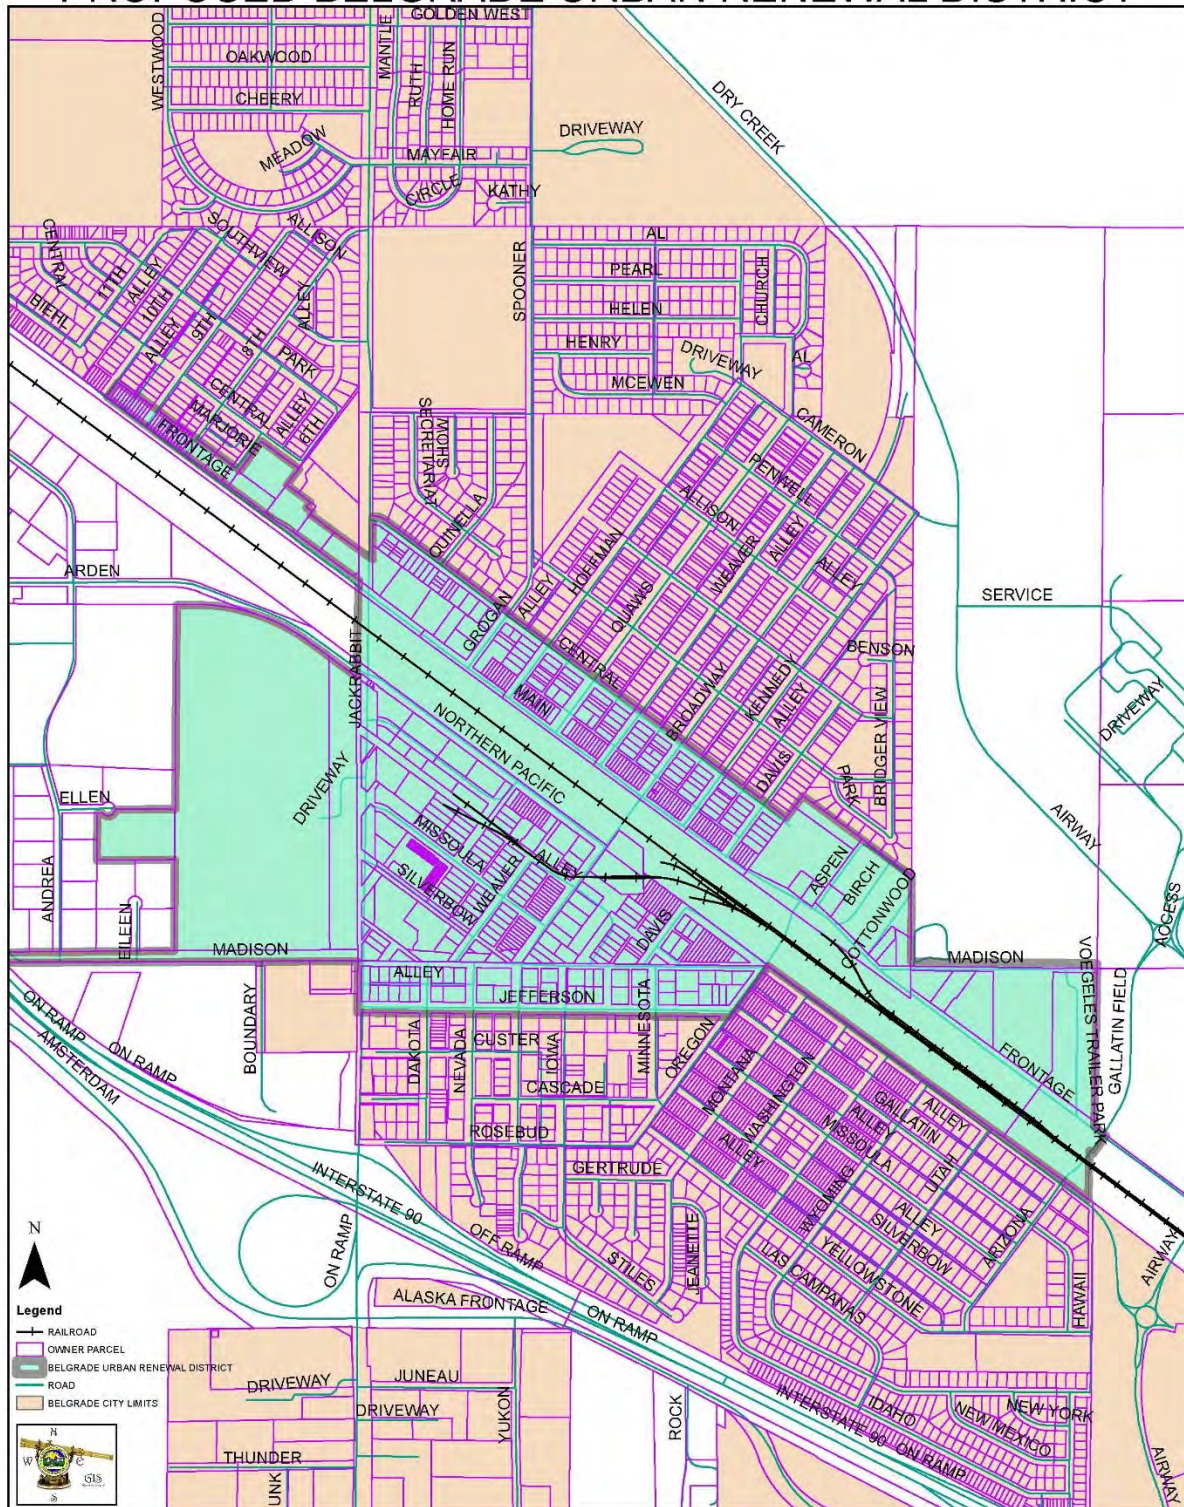 PROPOSED BELGRADE URBAN RENEWAL DISTRICT
GOLDEN WEST
WESTWOOD
OAKWOOD
MANTLE
RUTH
HOME RUN
CHEERY
DRY CREEK
DRIVEWAY
MEADOW
MAYFAIR
CIRCLE
KATHY
CENTRAL
SOUTHVIEW
ALLISON
SPOONER
AL
PEARL
CHURCH
HELEN
HENRY
DRIVEWAY
AL
MCEWEN
BIEHL
11TH
ALLEY
10TH
ALLEY
9TH
8TH
ALLEY
PARK
CENTRAL
ALLEY
6TH
MARJORIE
FRONTAGE
SECRETARIAT
MOHS
QUINELLA
CAMERON
PENWELL
ALLISON
ALLEY
WEAVER
ALLEY
HOFFMAN
QUAWS
ARDEN
GROGAN
ALLEY
CENTRAL
SERVICE
BENSON
JACKRABBIT
MAIN
BROADWAY
KENNEDY
ALLEY
DAVIS
BRIDGER VIEW
PARK
DRIVEWAY
NORTHERN PACIFIC
DRIVEWAY
ELLEN
ANDREA
EILEEN
MISSOULA
SILVERBOW
WEAVER
ALLEY
DAVIS
ASPEN
BIRCH
COTTONWOOD
AIRWAY
ACCESS
MADISON
MADISON
VOEGELES TRAILER PARK
GALLATIN FIELD
ALLEY
JEFFERSON
BOUNDARY
ON RAMP
ON RAMP
AMSTERDAM
DAKOTA
NEVADA
CUSTER
IOWA
MINNESOTA
OREGON
CASCADE
ROSEBUD
FRONTAGE
MONTANA
WASHINGTON
ALLEY
ALLEY
GALLATIN
ALLEY
MISSOULA
UTAH
WYOMING
ALLEY
SILVERBOW
ARIZONA
YELLOWSTONE
LAS CAMPANAS
HAWAII
AIRWAY
GERTRUDE
JEANETTE
STILES
INTERSTATE 90
OFF RAMP
ON RAMP
ON RAMP
ALASKA FRONTAGE
N
Legend
RAILROAD
OWNER PARCEL
BELGRADE URBAN RENEWAL DISTRICT
ROAD
BELGRADE CITY LIMITS
DRIVEWAY
JUNEAU
DRIVEWAY
YUKON
THUNDER
UNK
ROCK
INTERSTATE 90
ON RAMP
IDAHO
NEW YORK
NEW MEXICO
AIRWAY
N
W
E
S
GIS